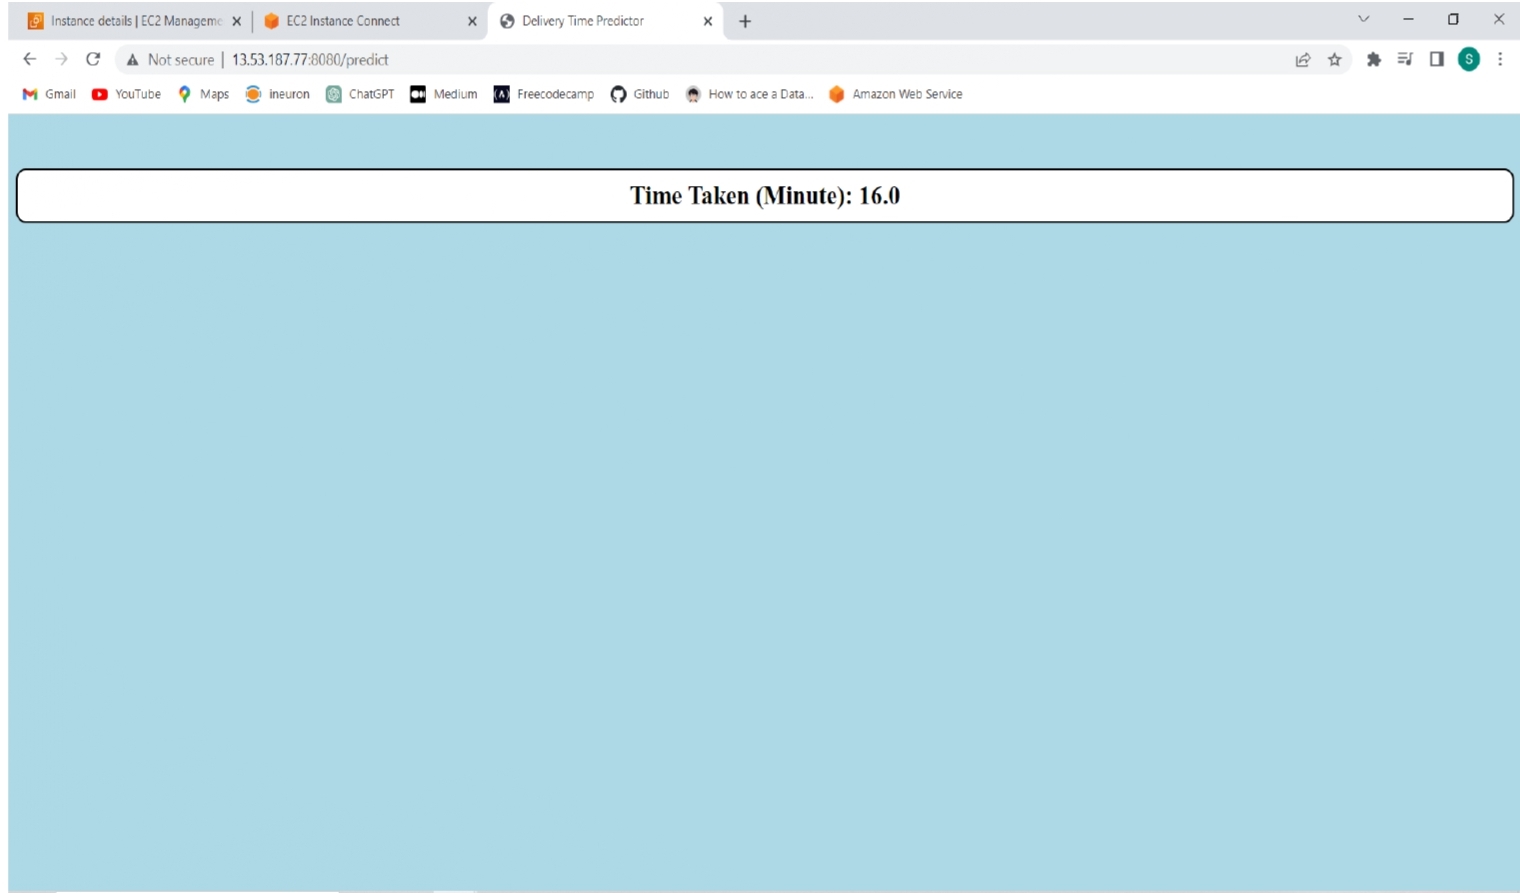 Instance details | EC2 Manageme
EC2 Instance Connect
Delivery Time Predictor
Not secure | 13.53.187.77:8080/predict
S
Gmail YouTube Maps ineuron ChatGPT Medium Freecodecamp Github How to ace a Data... Amazon Web Service
Time Taken (Minute): 16.0